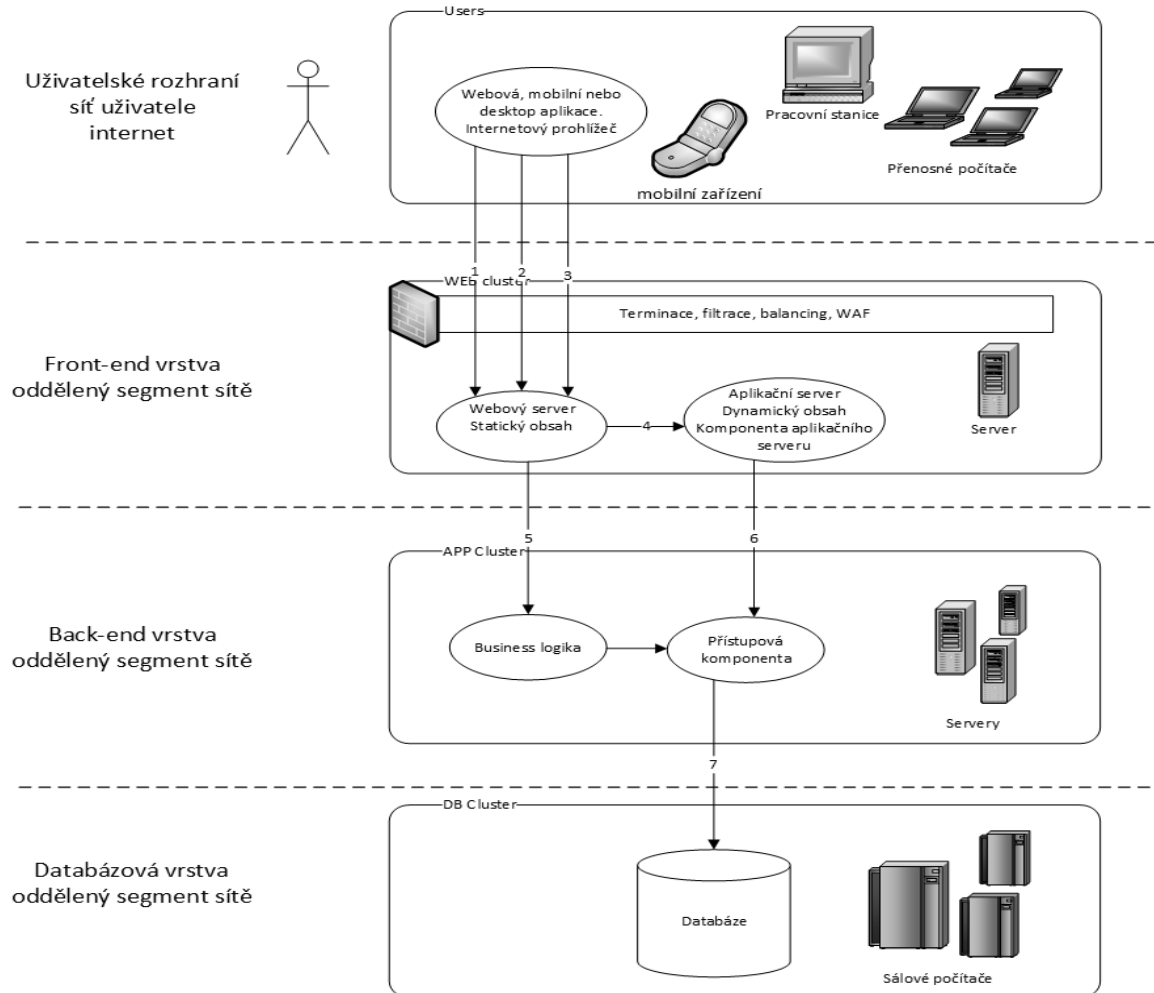 Users
Uživatelské rozhraní
síť uživatele
internet
Webová, mobilní nebo
desktop aplikace.
Internetový prohlížeč
Pracovní stanice
Přenosné počítače
mobilní zařízení
1
2
3
WEB cluster
Terminace, filtrace, balancing, WAF
Front-end vrstva
oddělený segment sítě
Webový server
Statický obsah
4
Aplikační server
Dynamický obsah
Komponenta aplikačního
serveru
Server
5
6
APP Cluster
Back-end vrstva
oddělený segment sítě
Business logika
Přístupová
komponenta
Servery
7
DB Cluster
Databázová vrstva
oddělený segment sítě
Databáze
Sálové počítače